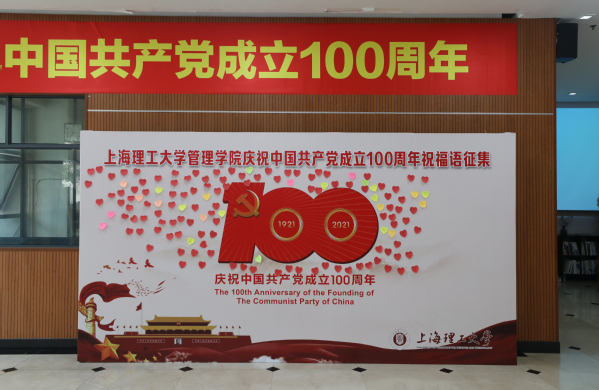 中国共产党成立100周年
上海理工大学管理学院庆祝中国共产党成立100周年祝福语征集
1921 2021
庆祝中国共产党成立100周年
The 100th Anniversary of the Founding of
The Communist Party of China
上海理工大学